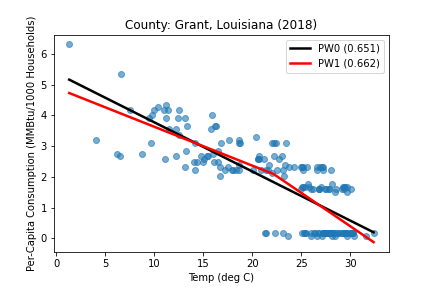 County: Grant, Louisiana (2018)
PW0 (0.651)
PW1 (0.662)
Per-Capita Consumption (MMBtu/1000 Households)
6
5
4
3
2
1
0
0 5 10 15 20 25 30
Temp (deg C)